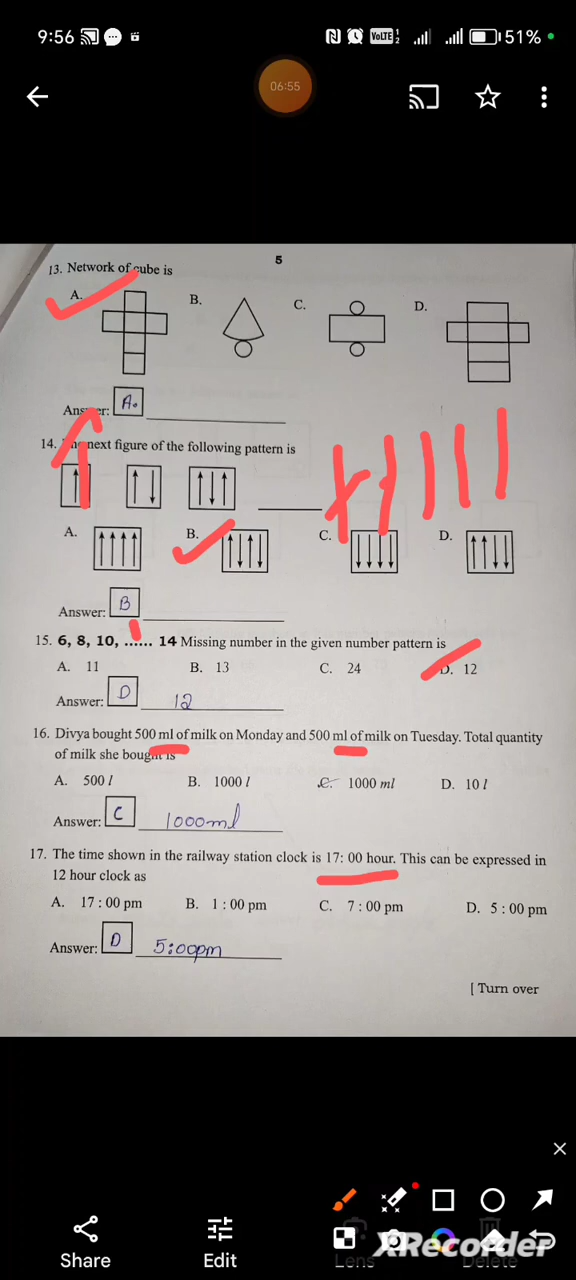 9:56
VoLTE 1 2
51%
06:55
5
13. Network of cube is
A.
B.
C.
D.
Answer: A.
14. next figure of the following pattern is
A.
B.
C.
D.
Answer: B
15. 6, 8, 10, ...... 14 Missing number in the given number pattern is
A. 11
B. 13
C. 24
D. 12
Answer: D 12
16. Divya bought 500 ml of milk on Monday and 500 ml of milk on Tuesday. Total quantity
of milk she bought is
A. 500 l
B. 1000 l
C. 1000 ml
D. 10 l
Answer: C 1000ml
17. The time shown in the railway station clock is 17: 00 hour. This can be expressed in
12 hour clock as
A. 17 : 00 pm
B. 1 : 00 pm
C. 7 : 00 pm
D. 5 : 00 pm
Answer: D 5:00pm
[ Turn over
Share
Edit
Lens
Delete
XRecorder